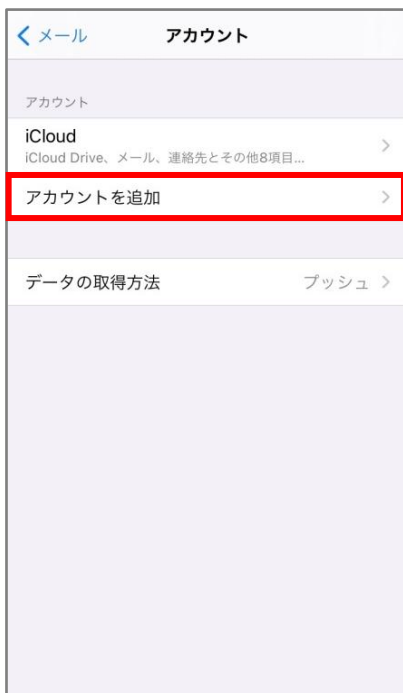 メール アカウント
アカウント
iCloud
iCloud Drive、メール、連絡先とその他8項目...
アカウントを追加
データの取得方法 プッシュ